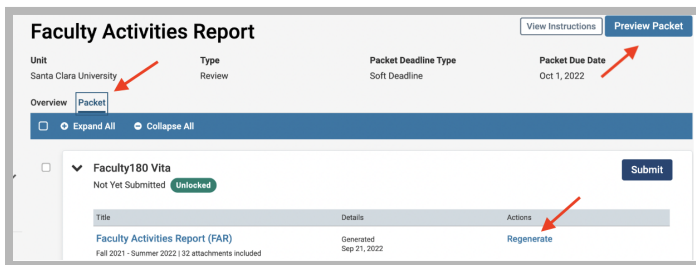 Faculty Activities Report
View Instructions
Preview Packet
Unit
Type
Packet Deadline Type
Packet Due Date
Santa Clara University
Review
Soft Deadline
Oct 1, 2022
Overview
Packet
Expand All
Collapse All
Faculty180 Vita
Submit
Not Yet Submitted
Unlocked
Title
Details
Actions
Faculty Activities Report (FAR)
Generated
Regenerate
Fall 2021 - Summer 2022 | 32 attachments included
Sep 21, 2022